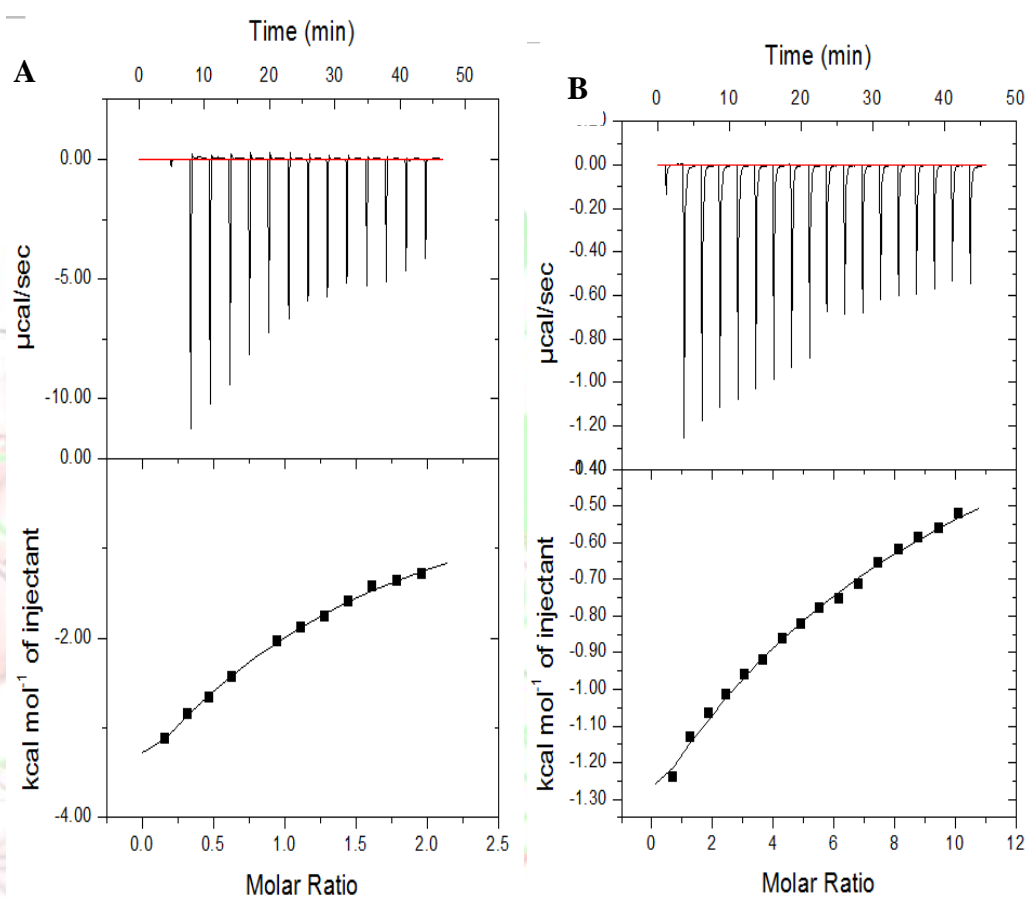 A
Time (min)
0 10 20 30 40 50
0.00
-5.00
-10.00
µcal/sec
0.00
-2.00
-4.00
kcal mol⁻¹ of injectant
0.0 0.5 1.0 1.5 2.0 2.5
Molar Ratio
B
Time (min)
0 10 20 30 40 50
0.00
-0.20
-0.40
-0.60
-0.80
-1.00
-1.20
µcal/sec
-0.50
-0.60
-0.70
-0.80
-0.90
-1.00
-1.10
-1.20
-1.30
kcal mol⁻¹ of injectant
0 2 4 6 8 10 12
Molar Ratio